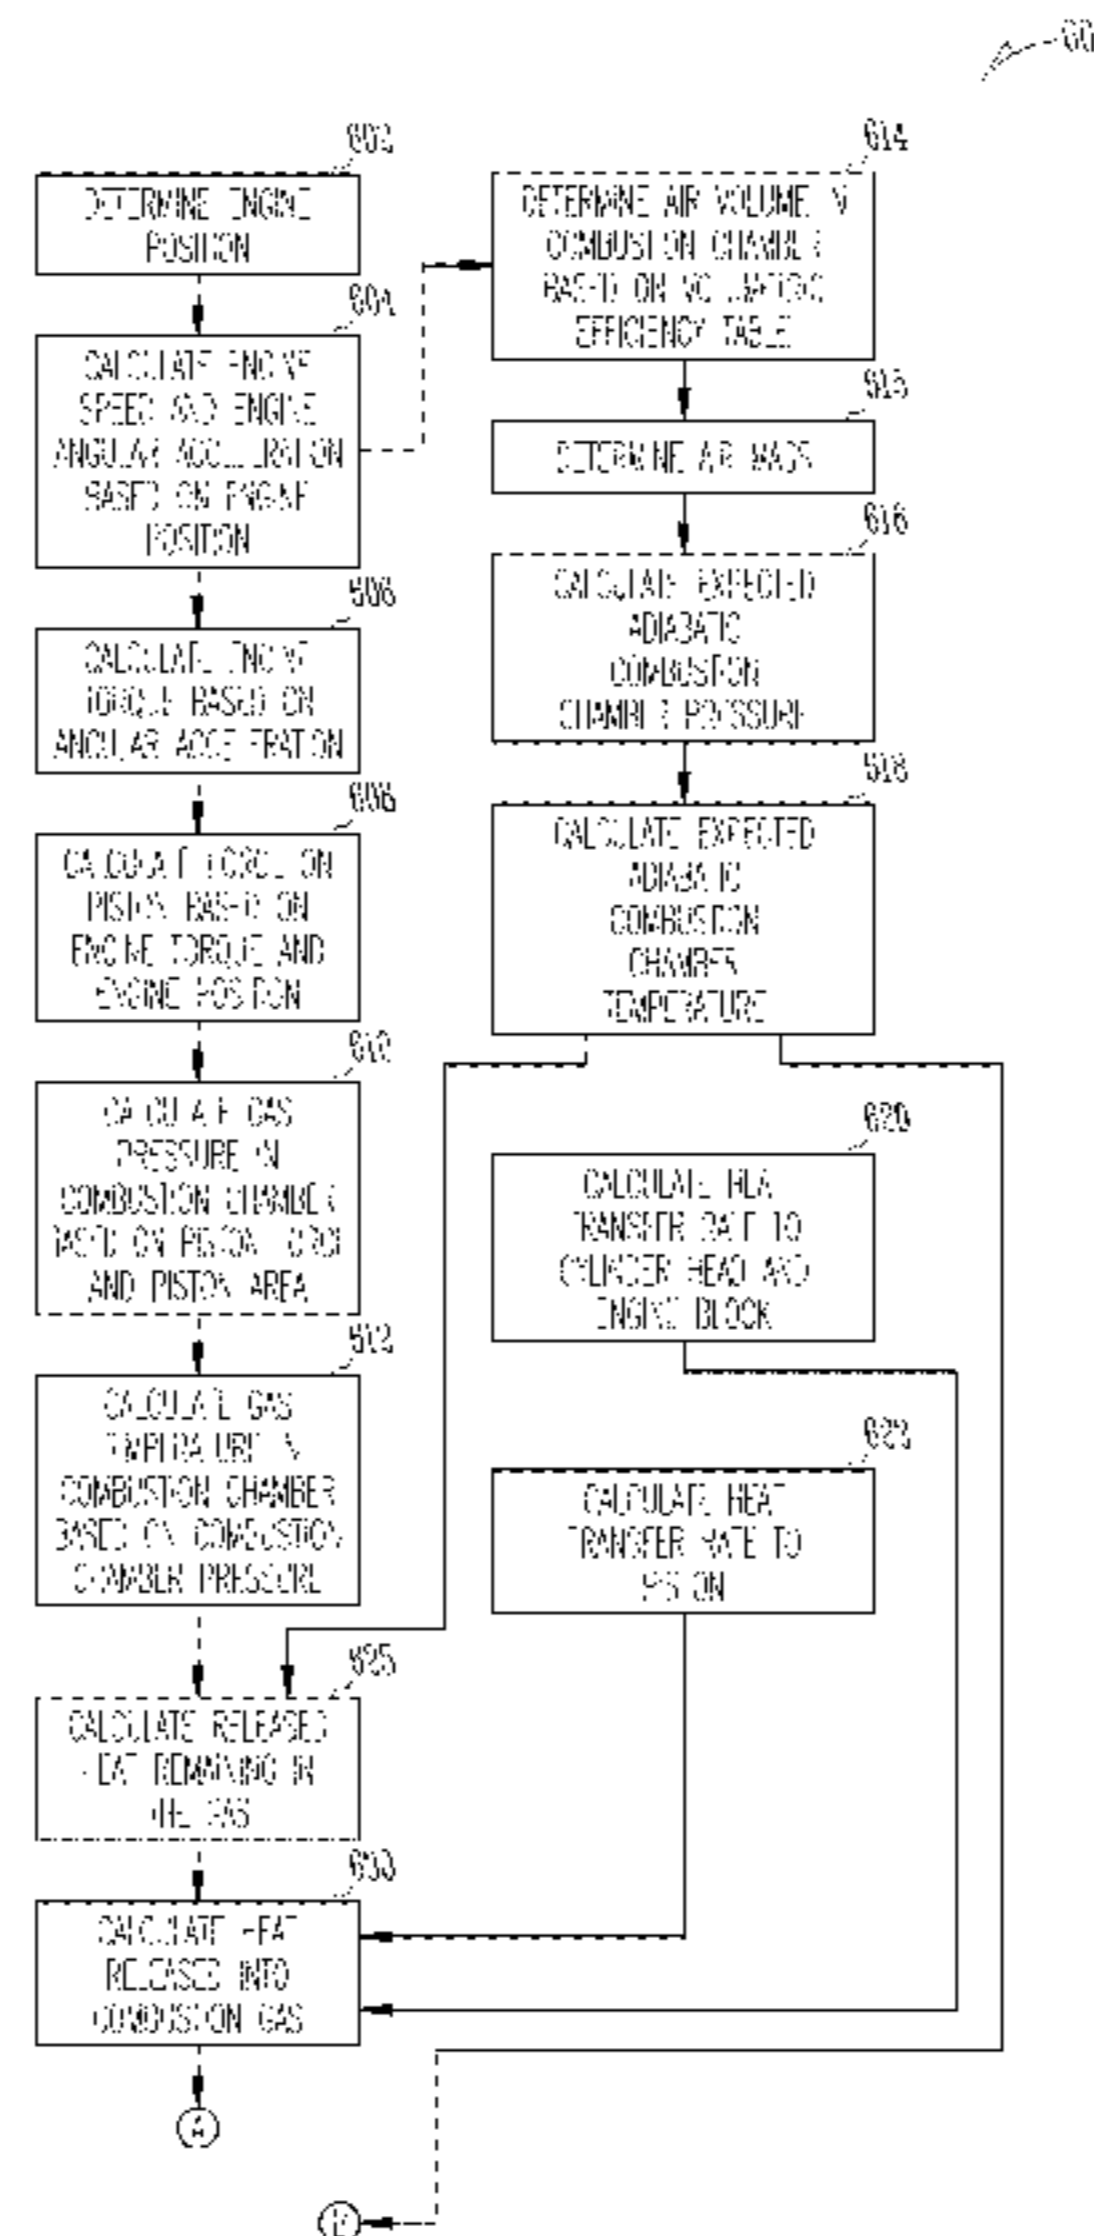 602
DETERMINE ENGINE
POSITION
604
CALCULATE ENGINE
SPEED AND ENGINE
ANGULAR ACCELERATION
BASED ON ENGINE
POSITION
606
CALCULATE ENGINE
TORQUE BASED ON
ANGULAR ACCELERATION
608
CALCULATE FORCE ON
PISTON BASED ON
ENGINE TORQUE AND
ENGINE POSITION
610
CALCULATE GAS
PRESSURE IN
COMBUSTION CHAMBER
BASED ON PISTON FORCE
AND PISTON AREA
612
CALCULATE GAS
TEMPERATURE IN
COMBUSTION CHAMBER
BASED ON COMBUSTION
CHAMBER PRESSURE
625
CALCULATE RELEASED
HEAT REMAINING IN
THE GAS
630
CALCULATE HEAT
RELEASED INTO
COMBUSTION GAS
A
614
DETERMINE AIR VOLUME IN
COMBUSTION CHAMBER
BASED ON VOLUMETRIC
EFFICIENCY TABLE
615
DETERMINE AIR MASS
616
CALCULATE EXPECTED
ADIABATIC
COMBUSTION
CHAMBER PRESSURE
618
CALCULATE EXPECTED
ADIABATIC
COMBUSTION
CHAMBER
TEMPERATURE
620
CALCULATE HEAT
TRANSFER RATE TO
CYLINDER HEAD AND
ENGINE BLOCK
622
CALCULATE HEAT
TRANSFER RATE TO
PISTON